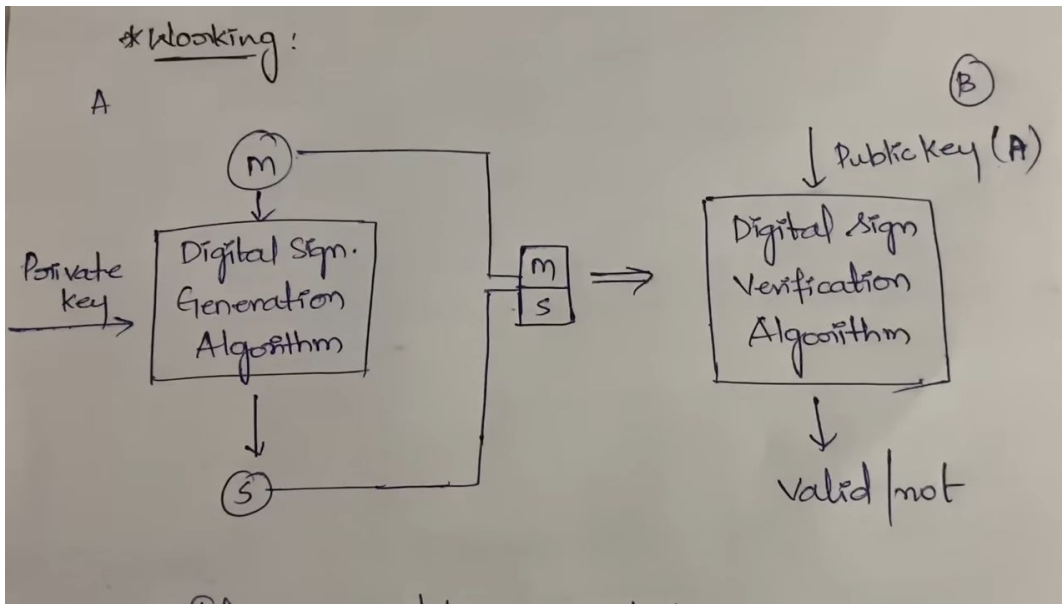 * Working :
A
B
m
Private
key
Digital Sign.
Generation
Algorithm
S
m
S
Public key (A)
Digital Sign
Verification
Algorithm
Valid / not